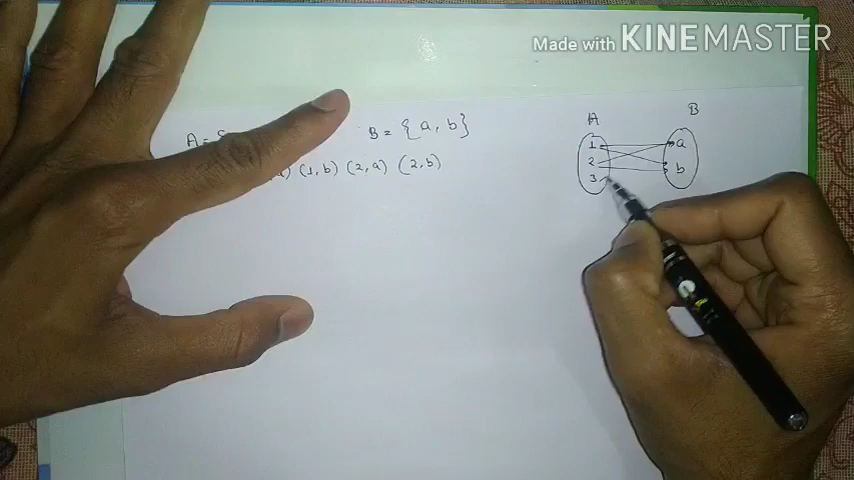 Made with KINEMASTER
A B
A = B = {a, b}
1 a
(1, b) (2, a) (2, b)
2 b
3